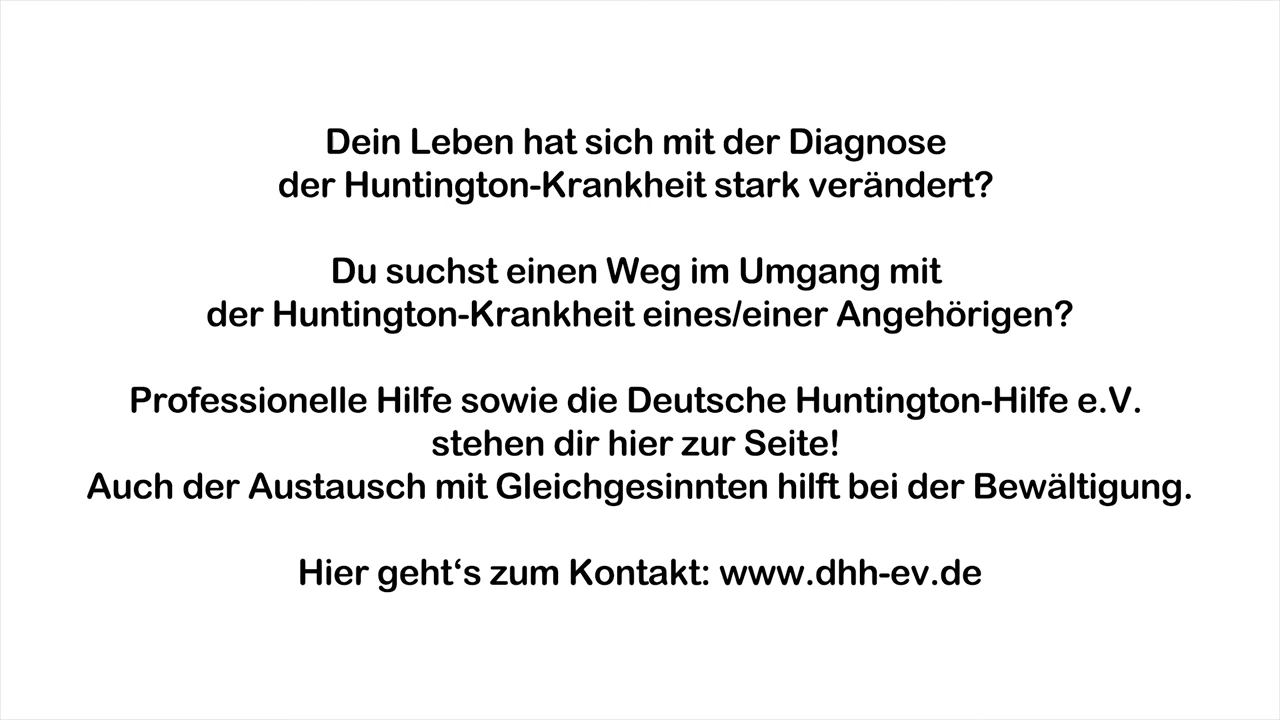 Dein Leben hat sich mit der Diagnose
der Huntington-Krankheit stark verändert?
Du suchst einen Weg im Umgang mit
der Huntington-Krankheit eines/einer Angehörigen?
Professionelle Hilfe sowie die Deutsche Huntington-Hilfe e.V.
stehen dir hier zur Seite!
Auch der Austausch mit Gleichgesinnten hilft bei der Bewältigung.
Hier geht‘s zum Kontakt: www.dhh-ev.de